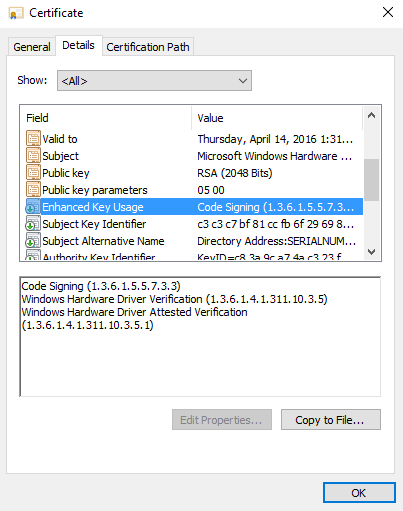 Certificate
General Details Certification Path
Show: <All>
Field Value
Valid to Thursday, April 14, 2016 1:31...
Subject Microsoft Windows Hardware ...
Public key RSA (2048 Bits)
Public key parameters 05 00
Enhanced Key Usage Code Signing (1.3.6.1.5.5.7.3....
Subject Key Identifier c3 c3 c7 bf 81 cc fb 6f 29 69 8...
Subject Alternative Name Directory Address:SERIALNUM...
Authority Key Identifier KeyID=c8 3a 9c a7 4a c3 23 f...
Code Signing (1.3.6.1.5.5.7.3.3)
Windows Hardware Driver Verification (1.3.6.1.4.1.311.10.3.5)
Windows Hardware Driver Attested Verification
(1.3.6.1.4.1.311.10.3.5.1)
Edit Properties... Copy to File...
OK